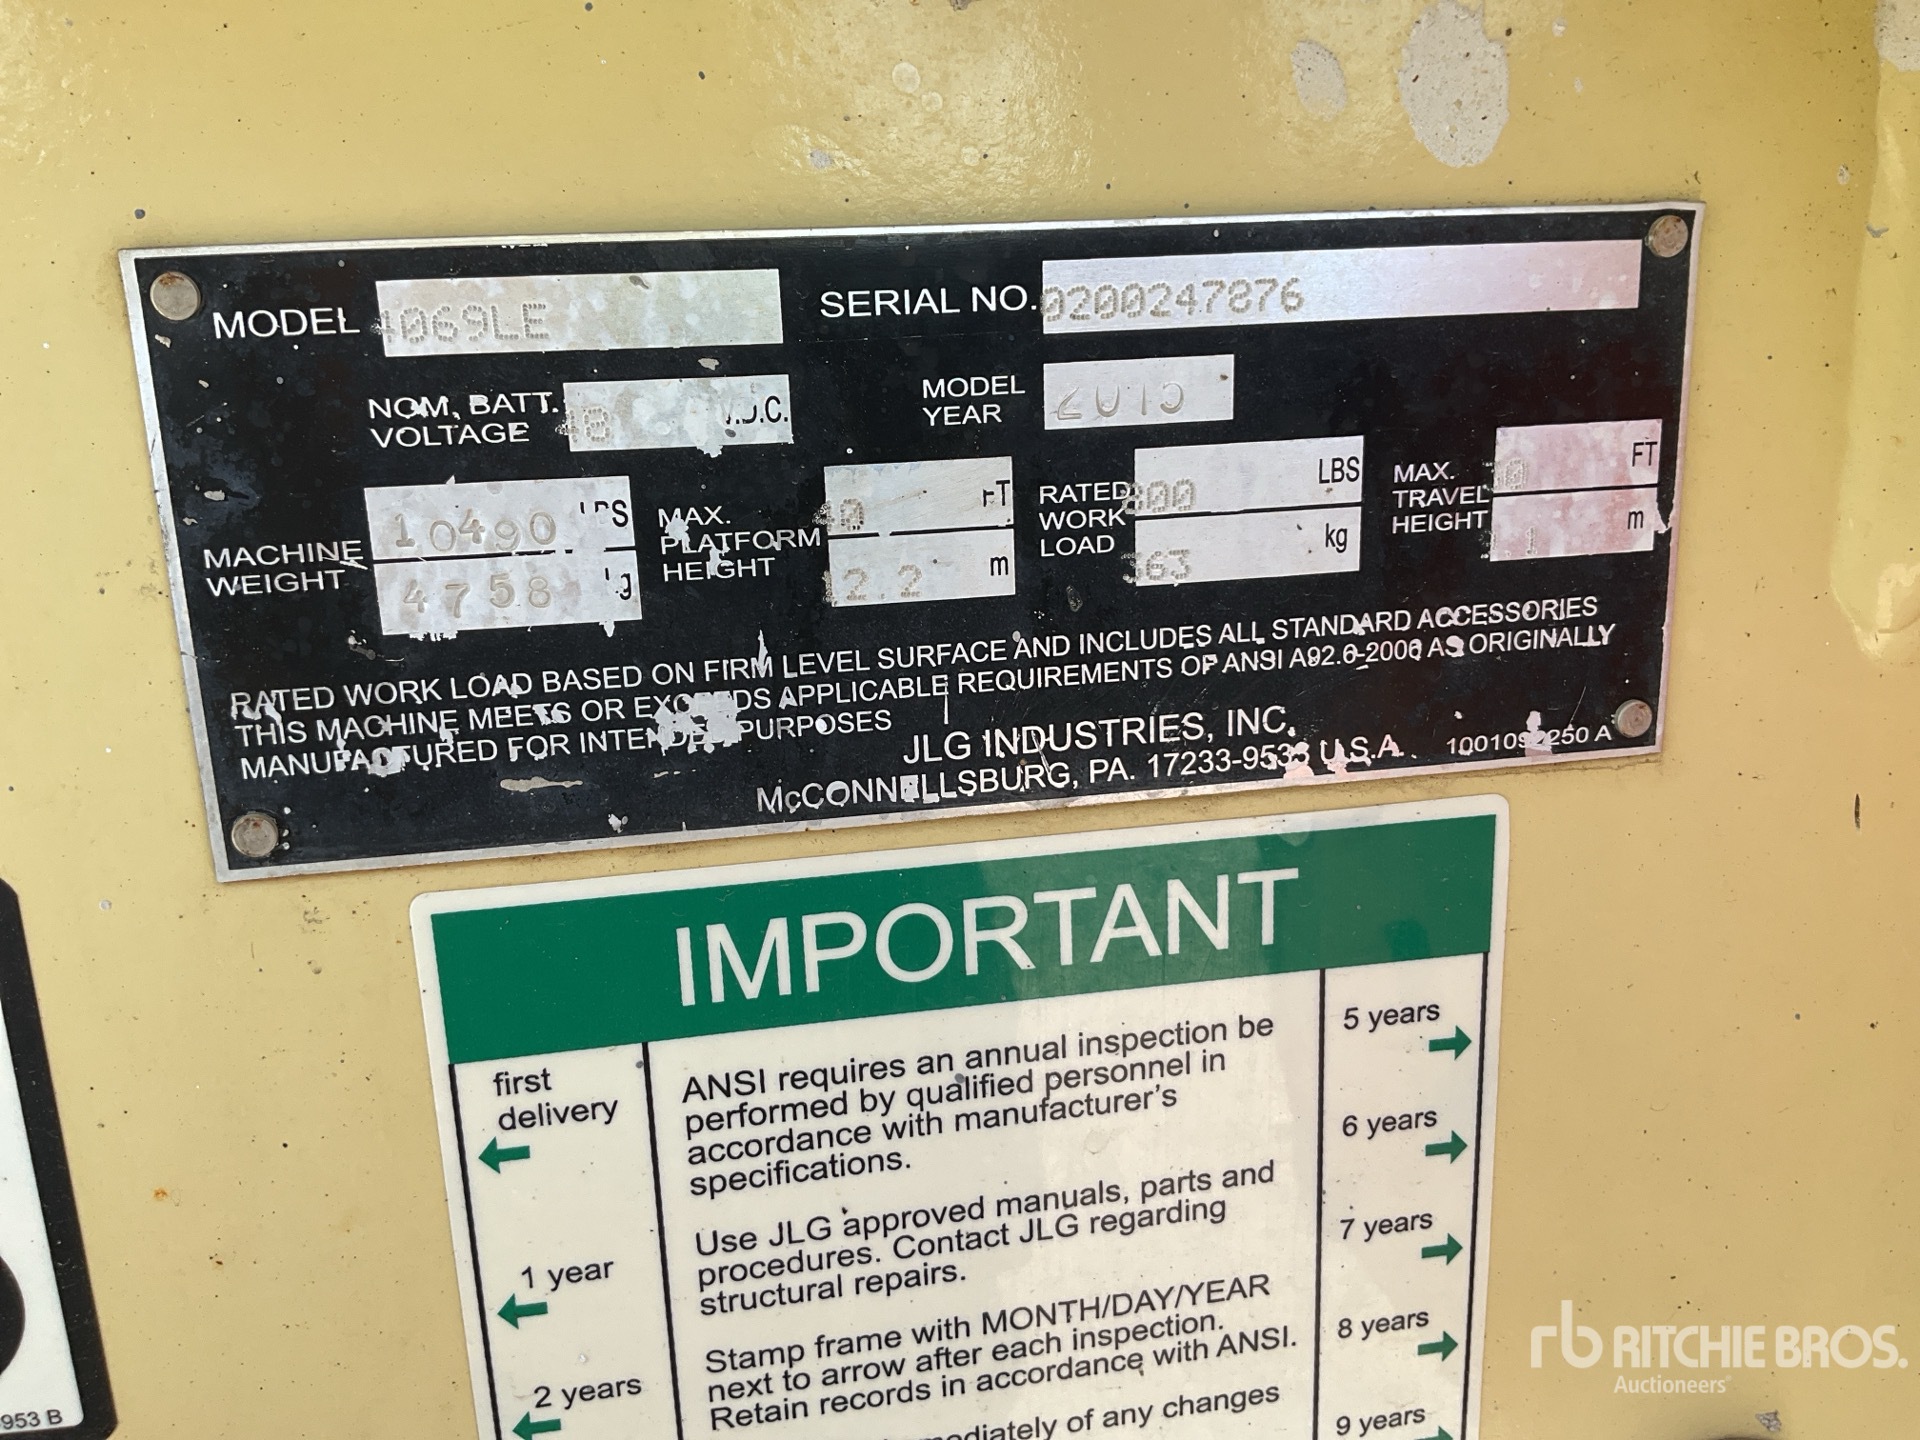 MODEL 4069LE
SERIAL NO. 0200247876
NOM. BATT. VOLTAGE 48 V.D.C.
MODEL YEAR 2015
MACHINE WEIGHT
10490 LBS
4758 kg
MAX. PLATFORM HEIGHT
40 FT
12.2 m
RATED WORK LOAD
800 LBS
363 kg
MAX. TRAVEL HEIGHT
FT
m
RATED WORK LOAD BASED ON FIRM LEVEL SURFACE AND INCLUDES ALL STANDARD ACCESSORIES
THIS MACHINE MEETS OR EXCEEDS APPLICABLE REQUIREMENTS OF ANSI A92.6-2006 AS ORIGINALLY
MANUFACTURED FOR INTENDED PURPOSES
JLG INDUSTRIES, INC.
McCONNELLSBURG, PA. 17233-9533 U.S.A.
IMPORTANT
first
delivery
1 year
2 years
ANSI requires an annual inspection be
performed by qualified personnel in
accordance with manufacturer's
specifications.
Use JLG approved manuals, parts and
procedures. Contact JLG regarding
structural repairs.
Stamp frame with MONTH/DAY/YEAR
next to arrow after each inspection.
Retain records in accordance with ANSI.
of any changes
5 years
6 years
7 years
8 years
9 years
953 B
rb RITCHIE BROS.
Auctioneers